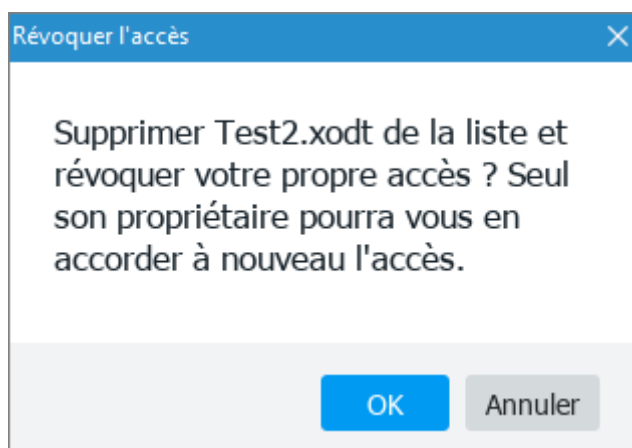 Révoquer l'accès
Supprimer Test2.xodt de la liste et
révoquer votre propre accès ? Seul
son propriétaire pourra vous en
accorder à nouveau l'accès.
OK
Annuler